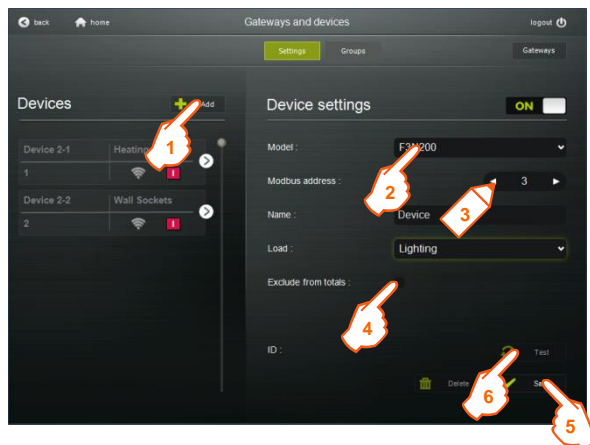 back home Gateways and devices logout
Settings Groups Gateways
Devices Add
Device settings ON
Device 2-1 Heating
1
Device 2-2 Wall Sockets
2
Model : F3N200
Modbus address : 3
Name : Device
Load : Lighting
Exclude from totals :
ID : Test
Delete
1
2
3
4
6
5